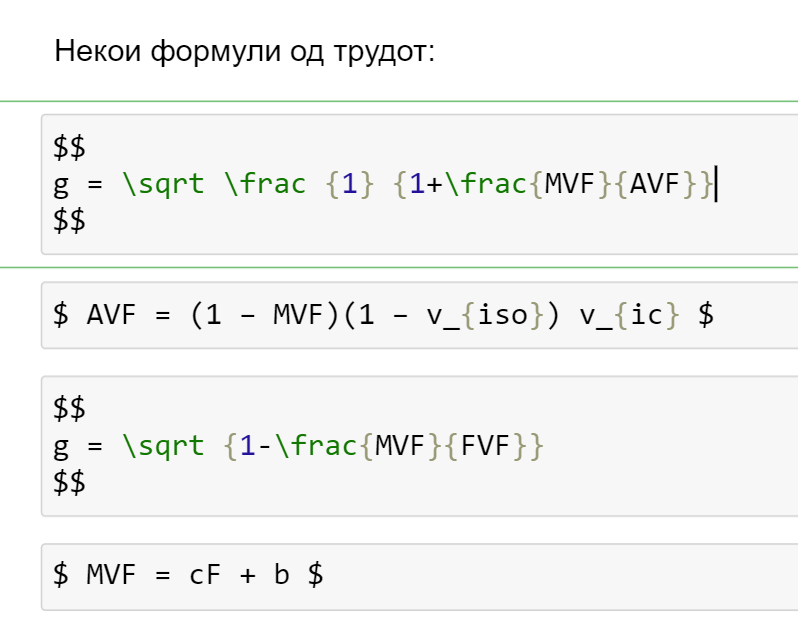 Некои формули од трудот:
$$
g = \sqrt \frac {1} {1+\frac{MVF}{AVF}}
$$
$ AVF = (1 − MVF)(1 − v_{iso}) v_{ic} $
$$
g = \sqrt {1-\frac{MVF}{FVF}}
$$
$ MVF = cF + b $